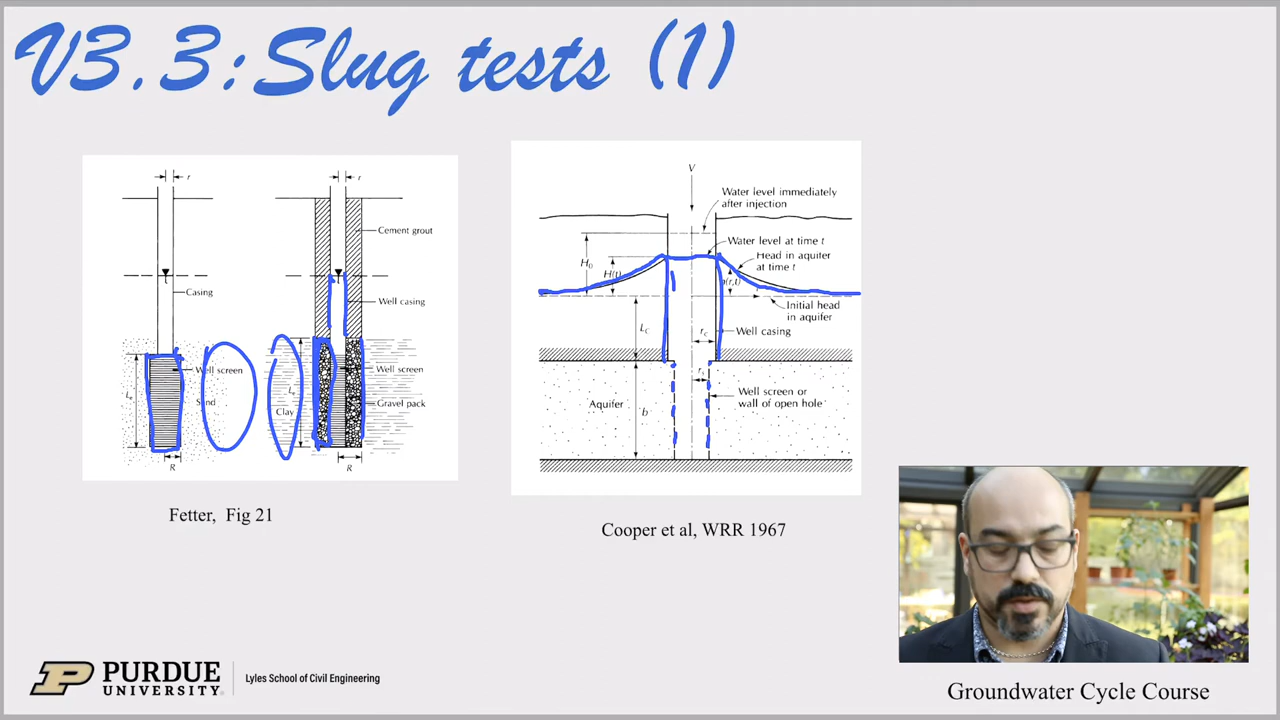 V3.3: Slug tests (1)
r
r
Cement grout
Casing
Well casing
Well screen
Well screen
Sand
Clay
Gravel pack
R
R
Fetter, Fig 21
V
Water level immediately
after injection
Water level at time t
Head in aquifer
at time t
H₀
H(t)
Initial head
in aquifer
L_C
r_C
Well casing
Well screen or
wall of open hole
Aquifer
b
Cooper et al, WRR 1967
PURDUE
UNIVERSITY
Lyles School of Civil Engineering
Groundwater Cycle Course